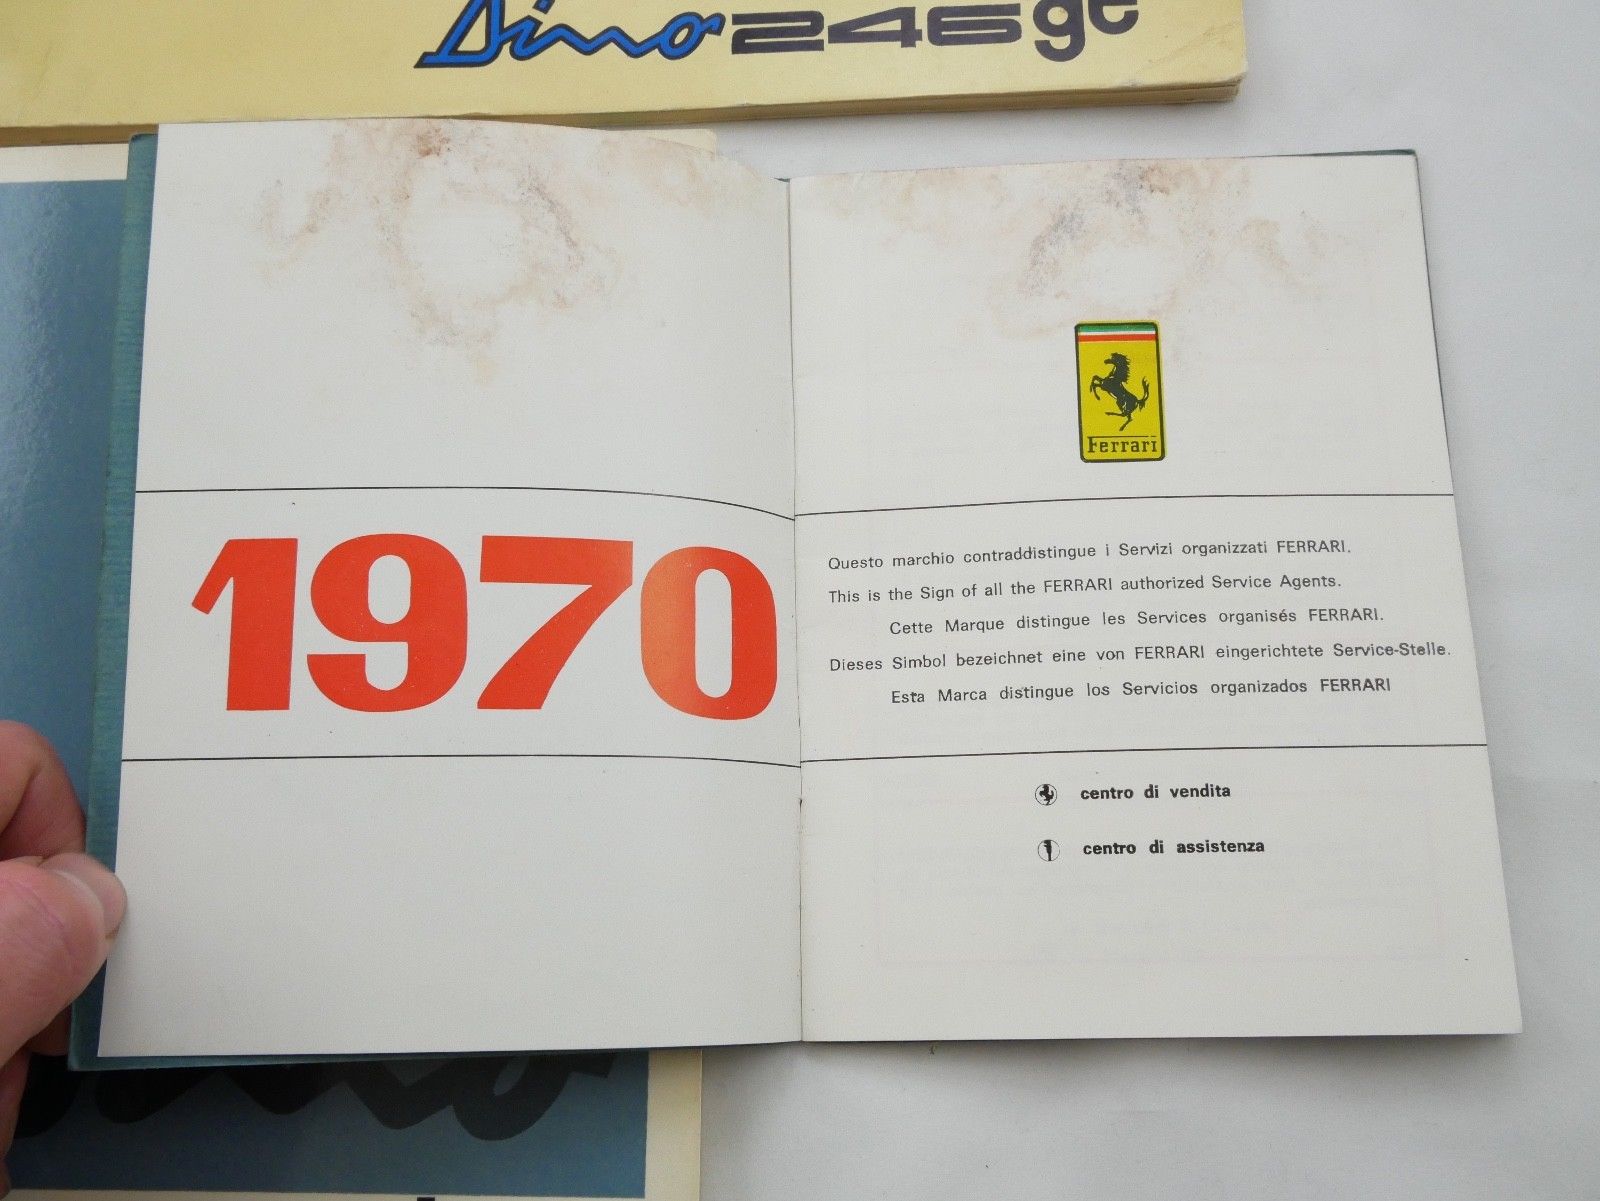 Dino 246 gt
1970
Ferrari
Questo marchio contraddistingue i Servizi organizzati FERRARI.
This is the Sign of all the FERRARI authorized Service Agents.
Cette Marque distingue les Services organisés FERRARI.
Dieses Simbol bezeichnet eine von FERRARI eingerichtete Service-Stelle.
Esta Marca distingue los Servicios organizados FERRARI
centro di vendita
centro di assistenza